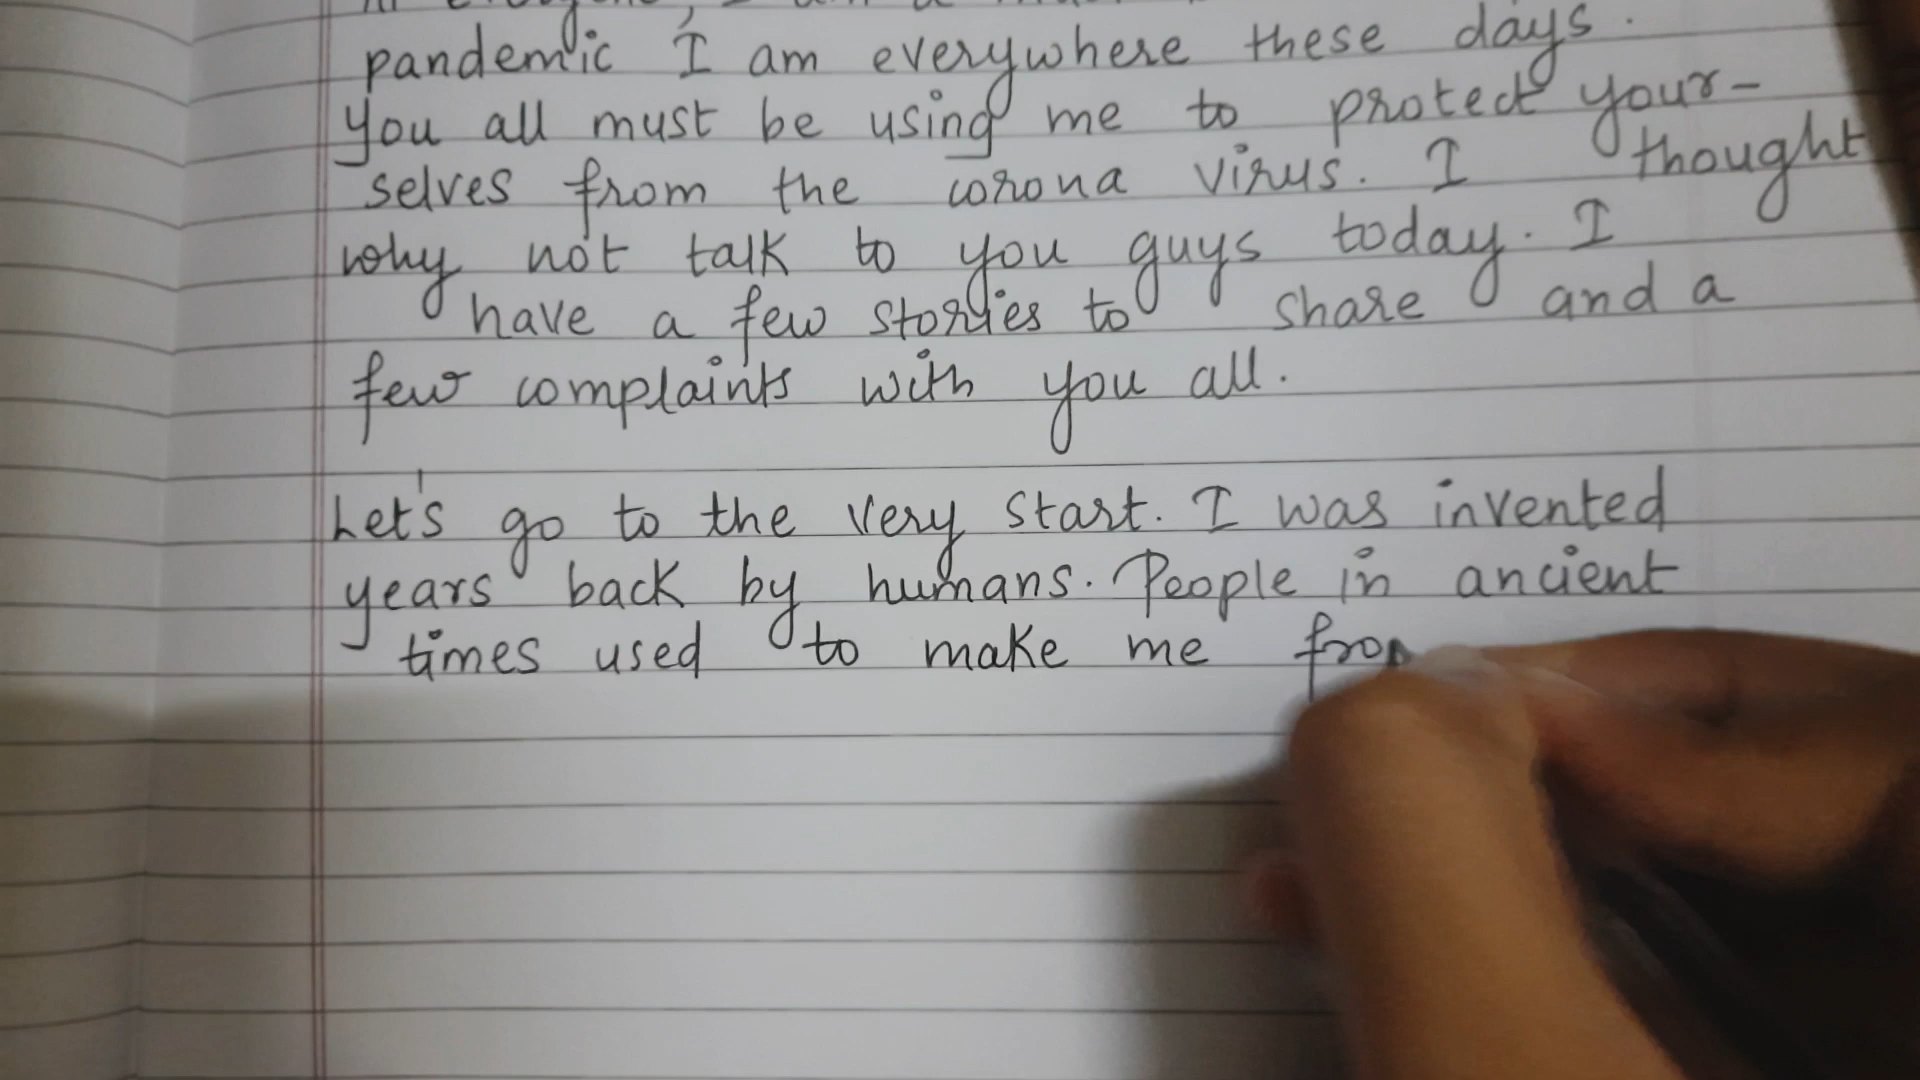 pandemic I am everywhere these days.
You all must be using me to protect your-
selves from the corona virus. I thought
why not talk to you guys today. I
have a few stories to share and a
few complaints with you all.
Let's go to the very start. I was invented
years back by humans. People in ancient
times used to make me from